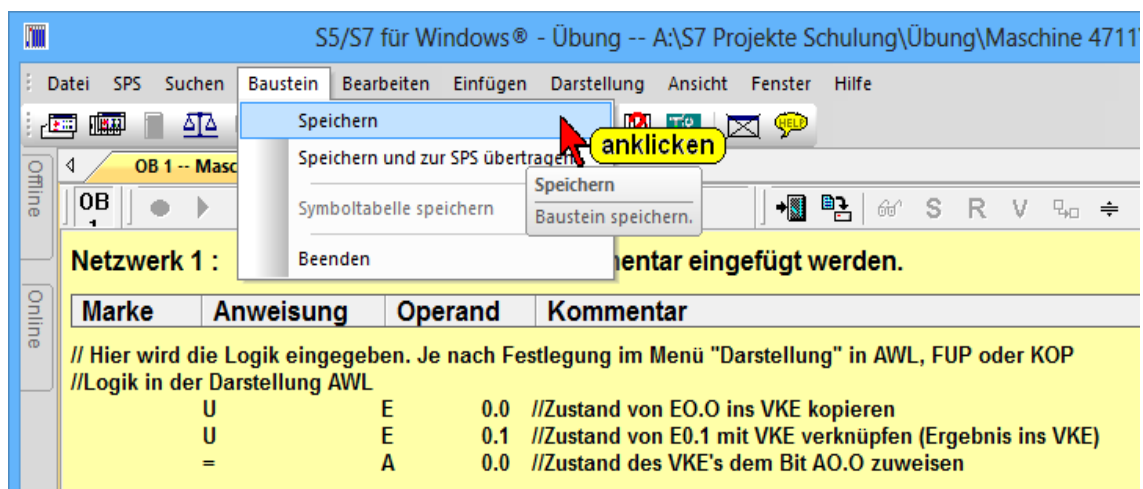 S5/S7 für Windows® - Übung -- A:\S7 Projekte Schulung\Übung\Maschine 4711\
Datei SPS Suchen Baustein Bearbeiten Einfügen Darstellung Ansicht Fenster Hilfe
HELP
Speichern
anklicken
Speichern und zur SPS übertragen
Speichern
Baustein speichern.
Symboltabelle speichern
Beenden
Offline
Online
OB 1 -- Masc
OB
1
S R V
Netzwerk 1 : mentar eingefügt werden.
Marke Anweisung Operand Kommentar
// Hier wird die Logik eingegeben. Je nach Festlegung im Menü "Darstellung" in AWL, FUP oder KOP
//Logik in der Darstellung AWL
U E 0.0 //Zustand von EO.O ins VKE kopieren
U E 0.1 //Zustand von E0.1 mit VKE verknüpfen (Ergebnis ins VKE)
= A 0.0 //Zustand des VKE's dem Bit AO.O zuweisen